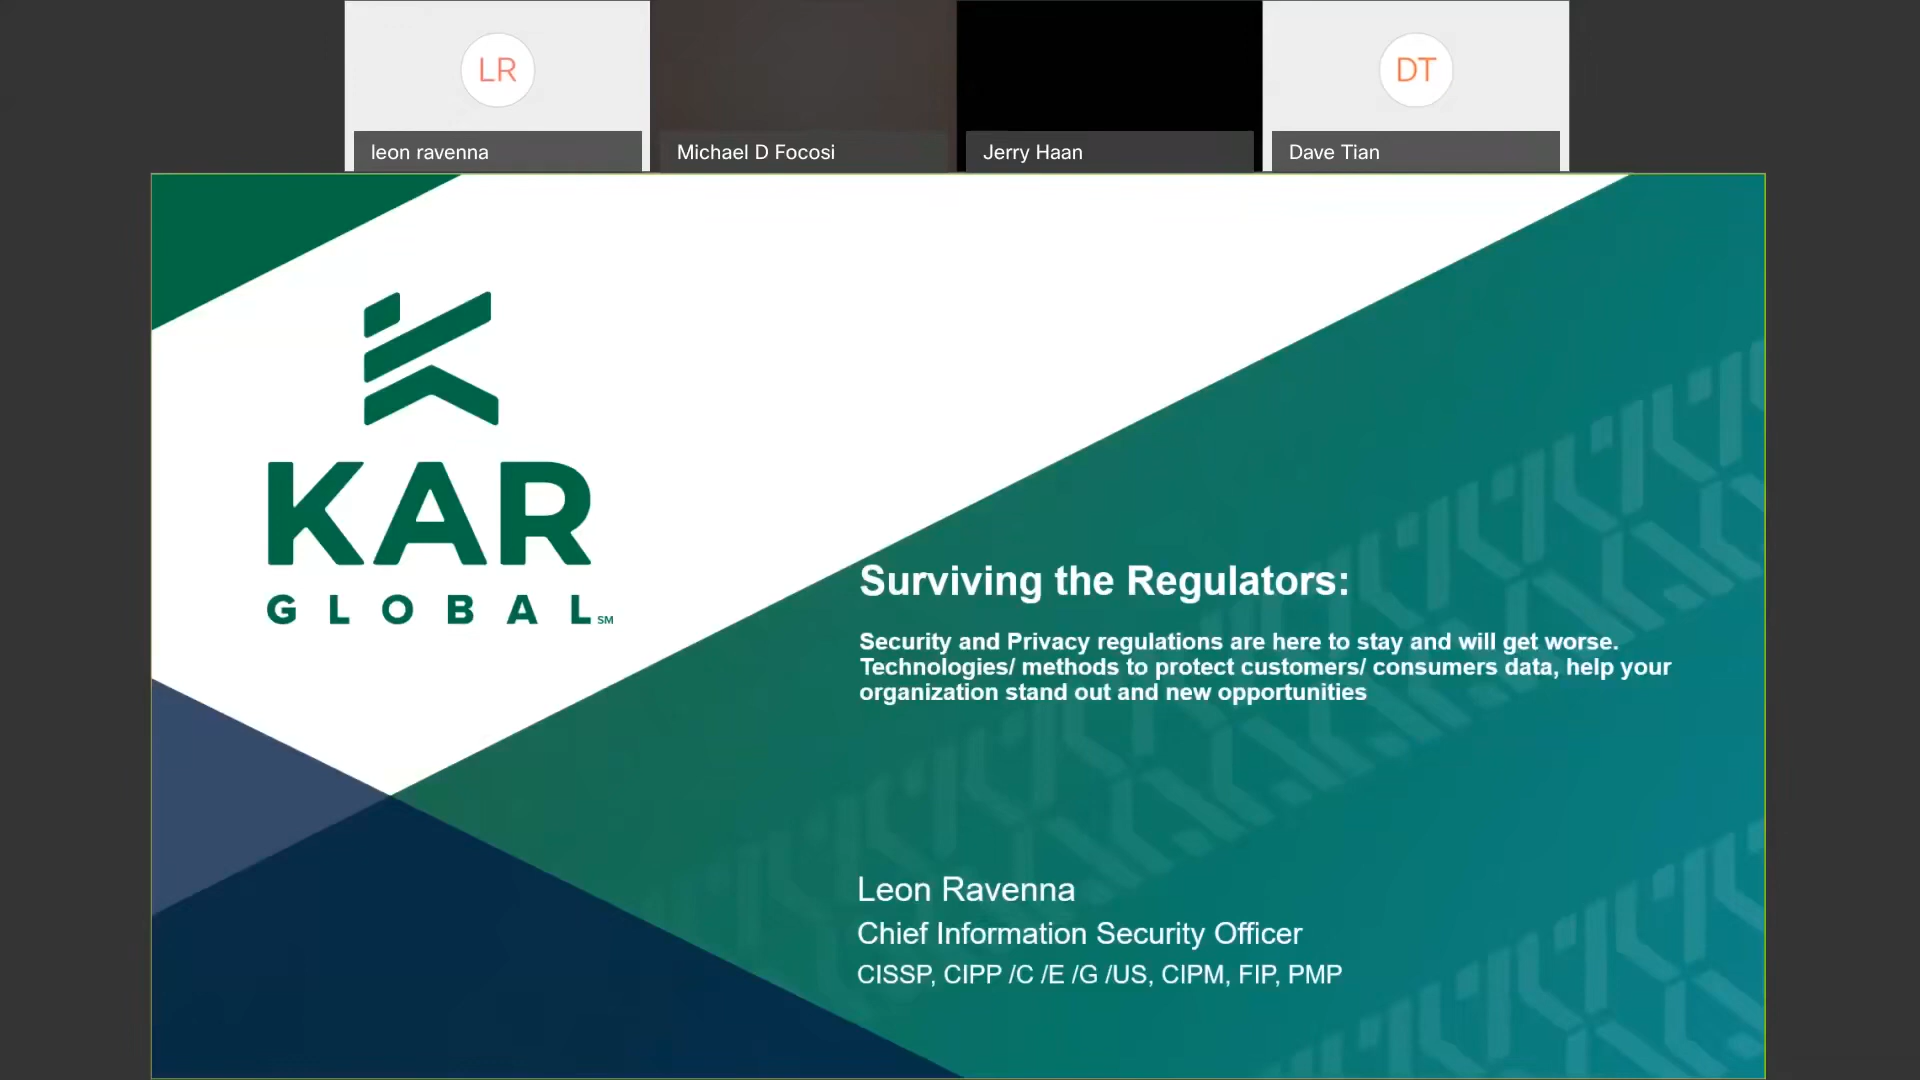 LR
DT
leon ravenna
Michael D Focosi
Jerry Haan
Dave Tian
KAR
GLOBAL SM
Surviving the Regulators:
Security and Privacy regulations are here to stay and will get worse.
Technologies/ methods to protect customers/ consumers data, help your
organization stand out and new opportunities
Leon Ravenna
Chief Information Security Officer
CISSP, CIPP /C /E /G /US, CIPM, FIP, PMP